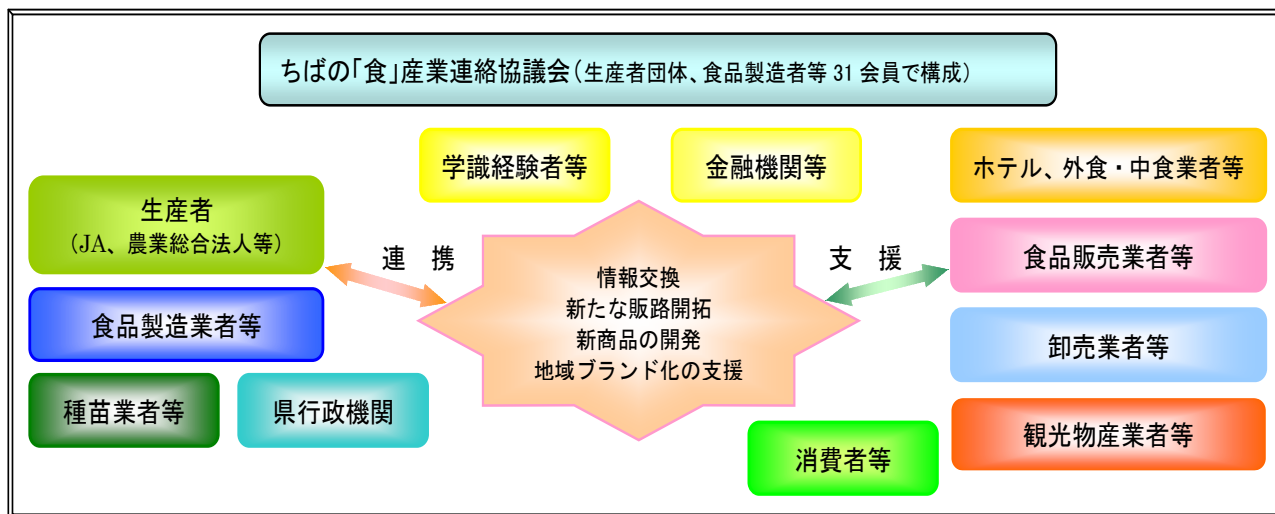 ちばの｢食｣産業連絡協議会(生産者団体、食品製造者等 31 会員で構成)
学識経験者等
金融機関等
ホテル、外食・中食業者等
生産者
(JA、農業総合法人等)
連 携
支 援
食品販売業者等
情報交換
新たな販路開拓
新商品の開発
地域ブランド化の支援
食品製造業者等
卸売業者等
種苗業者等
県行政機関
観光物産業者等
消費者等